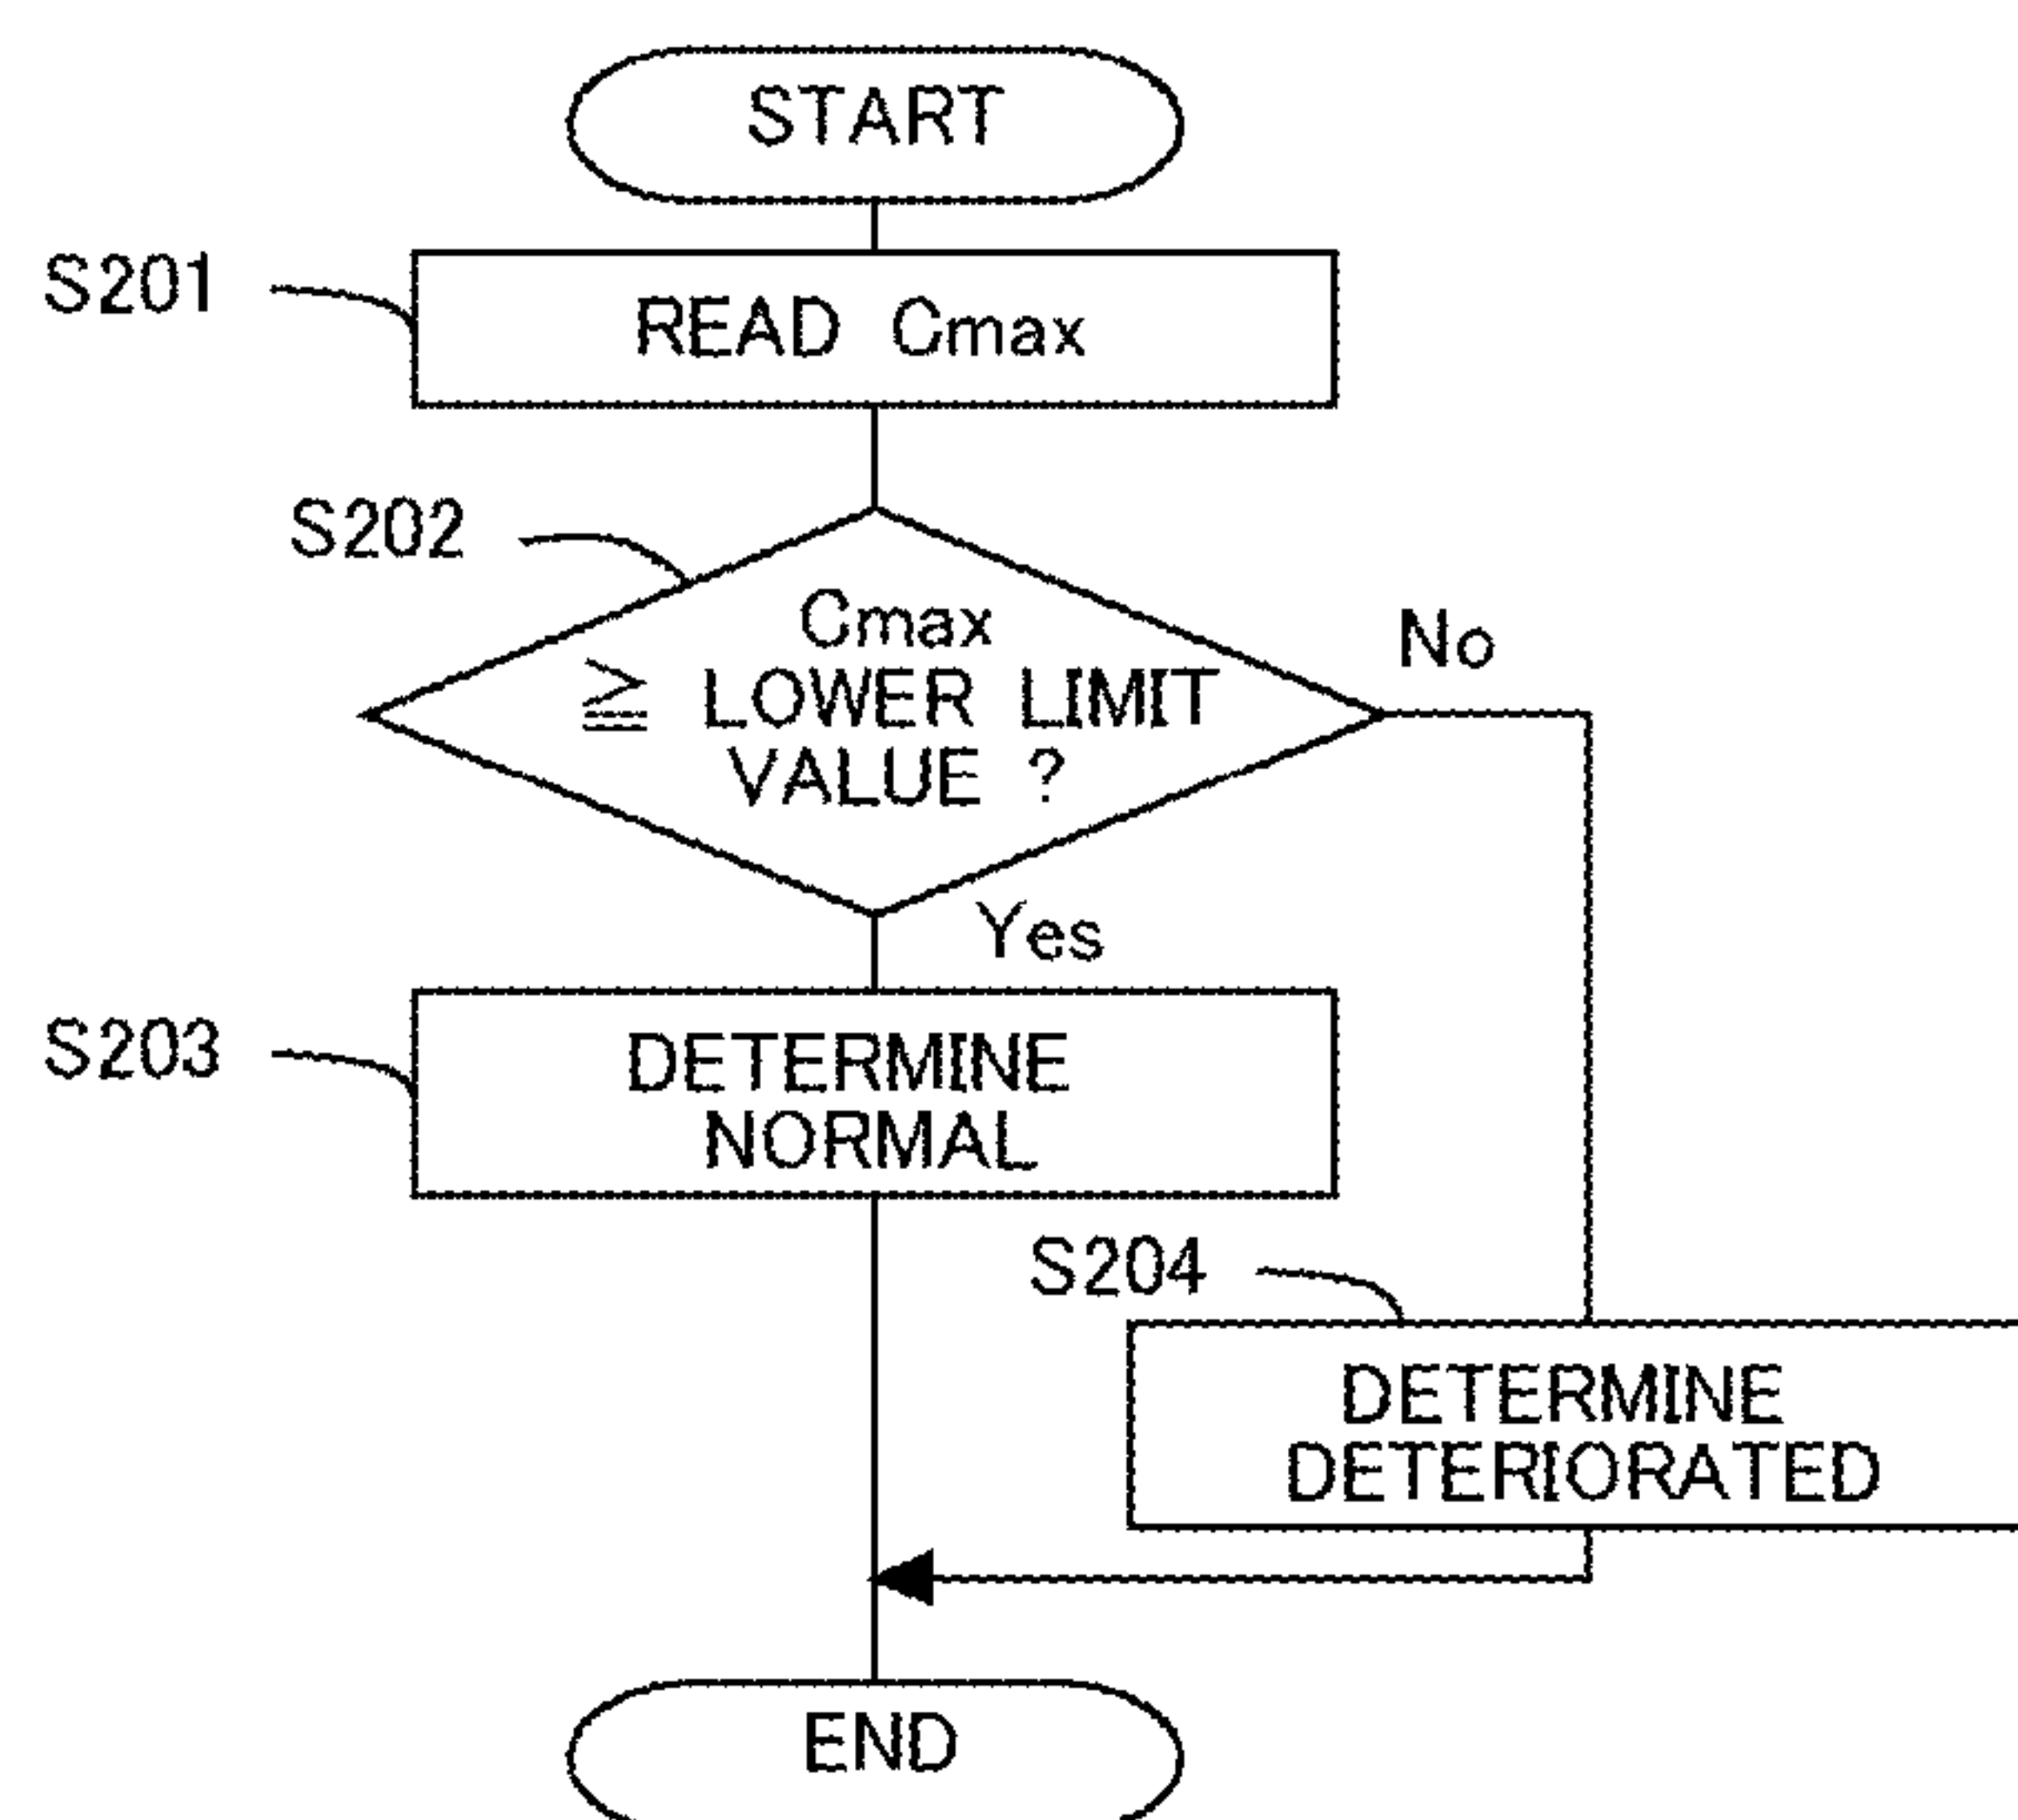 START
S201
READ Cmax
S202
Cmax
≧ LOWER LIMIT
VALUE ?
No
Yes
S203
DETERMINE
NORMAL
S204
DETERMINE
DETERIORATED
END